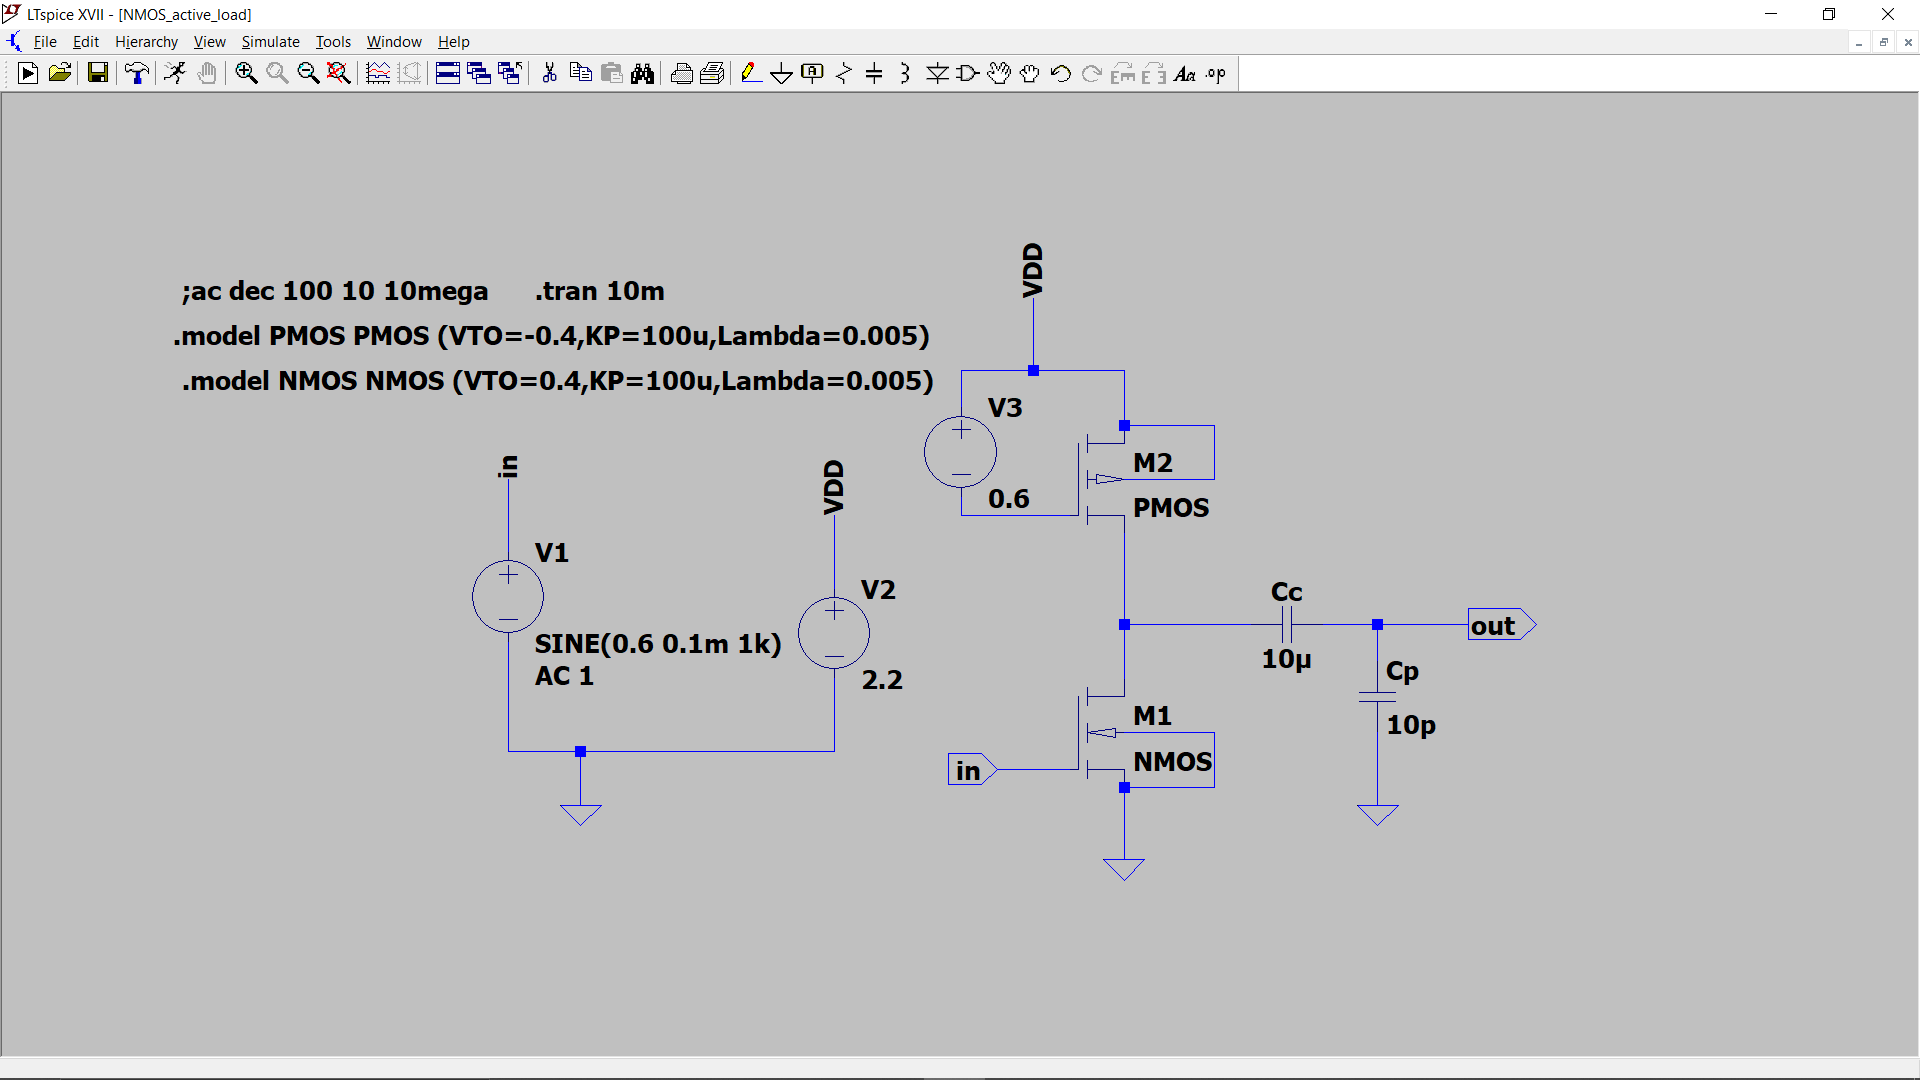 LTspice XVII - [NMOS_active_load]
File Edit Hierarchy View Simulate Tools Window Help
;ac dec 100 10 10mega .tran 10m
.model PMOS PMOS (VTO=-0.4,KP=100u,Lambda=0.005)
.model NMOS NMOS (VTO=0.4,KP=100u,Lambda=0.005)
VDD
V3
0.6
M2
PMOS
in
V1
SINE(0.6 0.1m 1k)
AC 1
VDD
V2
2.2
Cc
10µ
out
Cp
10p
M1
NMOS
in